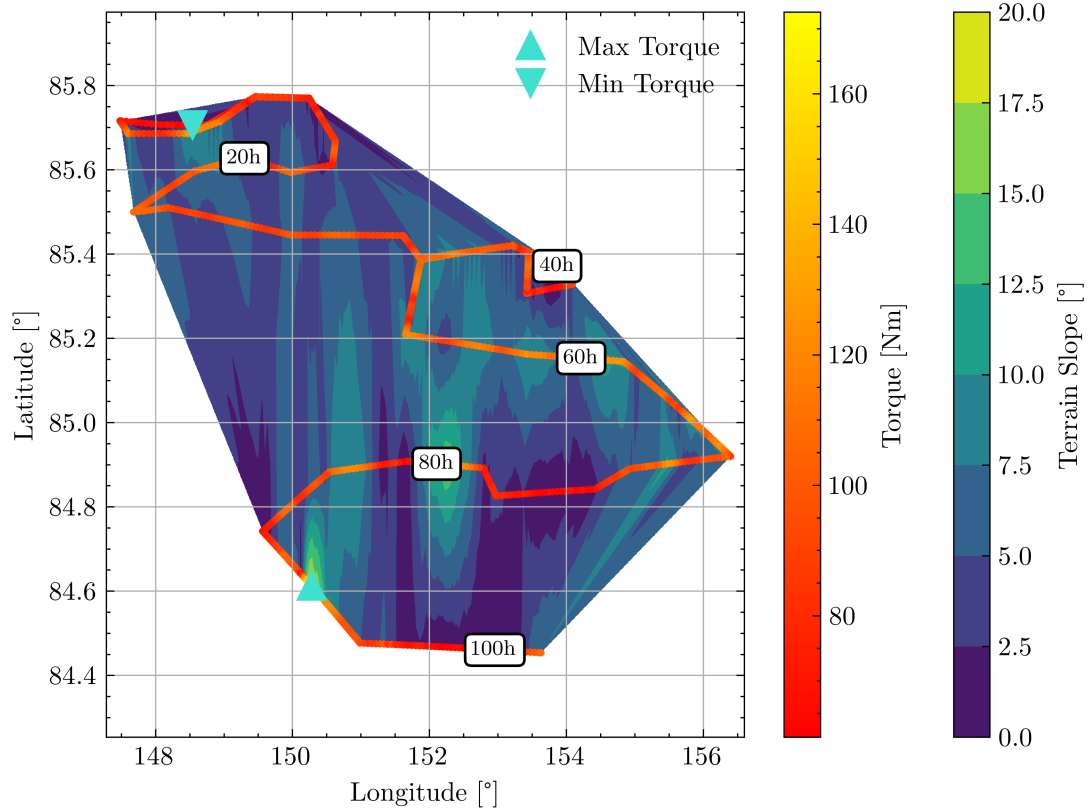 Max Torque
Min Torque
85.8
85.6
85.4
85.2
85.0
84.8
84.6
84.4
Latitude [°]
148
150
152
154
156
Longitude [°]
20h
40h
60h
80h
100h
160
140
120
100
80
Torque [Nm]
20.0
17.5
15.0
12.5
10.0
7.5
5.0
2.5
0.0
Terrain Slope [°]